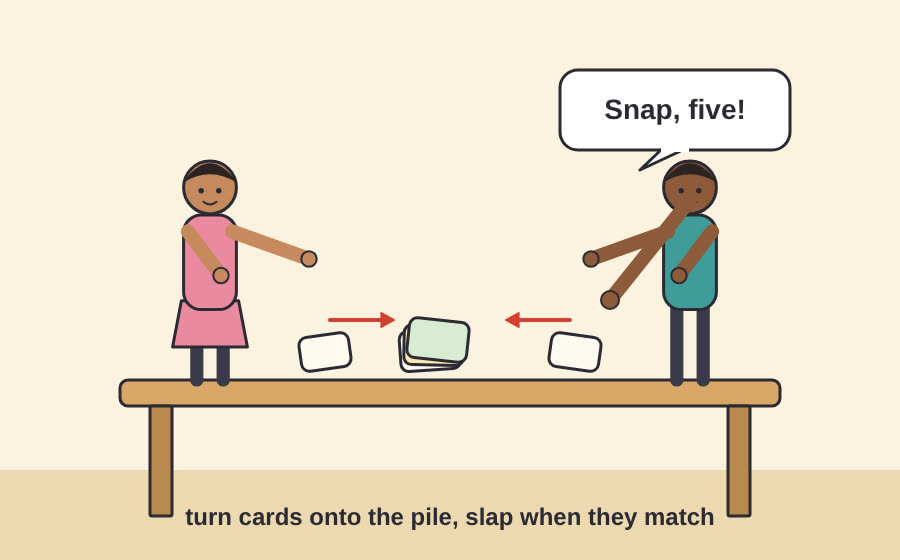 Snap, five!
turn cards onto the pile, slap when they match